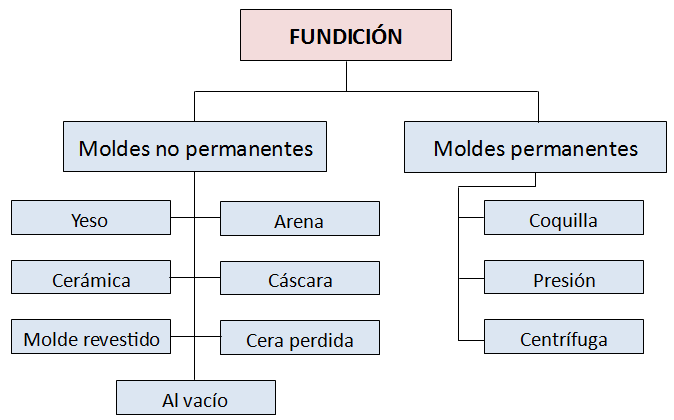 FUNDICIÓN
Moldes no permanentes
Moldes permanentes
Yeso
Arena
Coquilla
Cerámica
Cáscara
Presión
Molde revestido
Cera perdida
Centrífuga
Al vacío